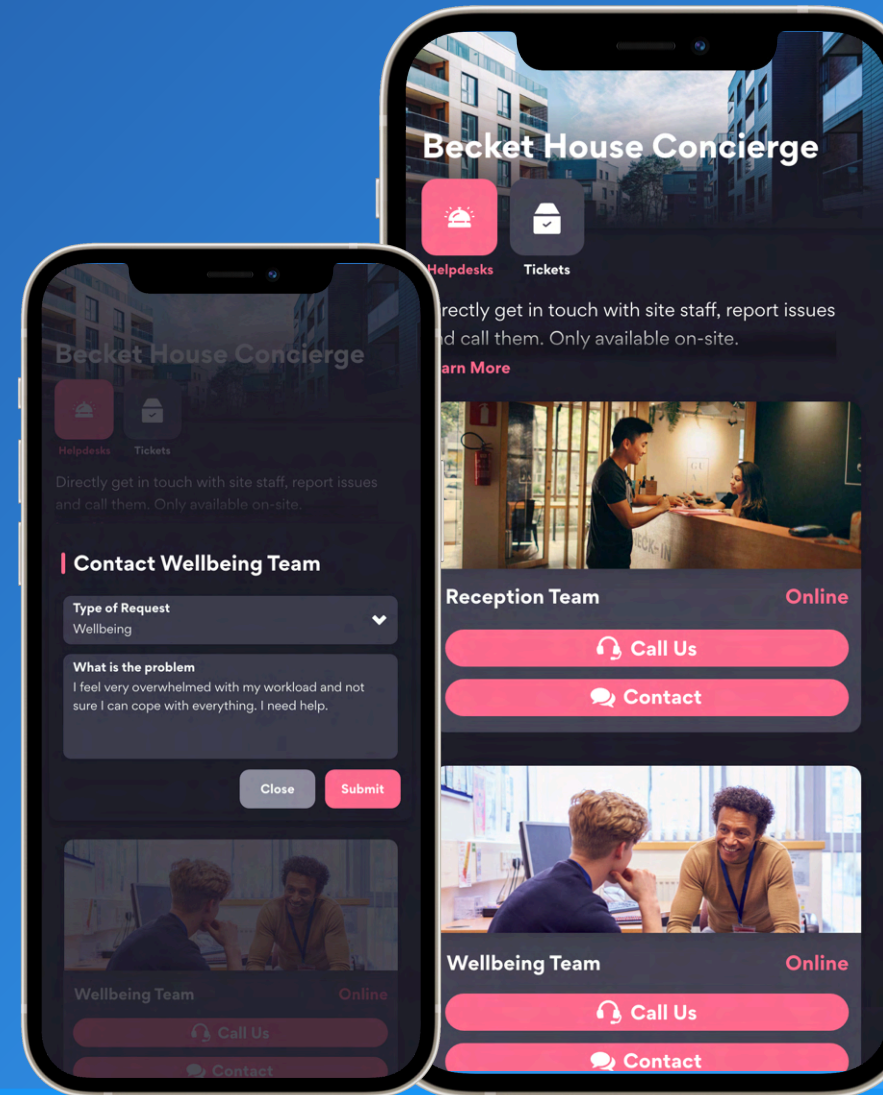 Becket House Concierge
Helpdesks
Tickets
Directly get in touch with site staff, report issues
and call them. Only available on-site.
Contact Wellbeing Team
Type of Request
Wellbeing
What is the problem
I feel very overwhelmed with my workload and not
sure I can cope with everything. I need help.
Close
Submit
Wellbeing Team
Online
Call Us
Contact
Becket House Concierge
Helpdesks
Tickets
rectly get in touch with site staff, report issues
nd call them. Only available on-site.
arn More
CHECK-IN
Reception Team
Online
Call Us
Contact
Wellbeing Team
Online
Call Us
Contact